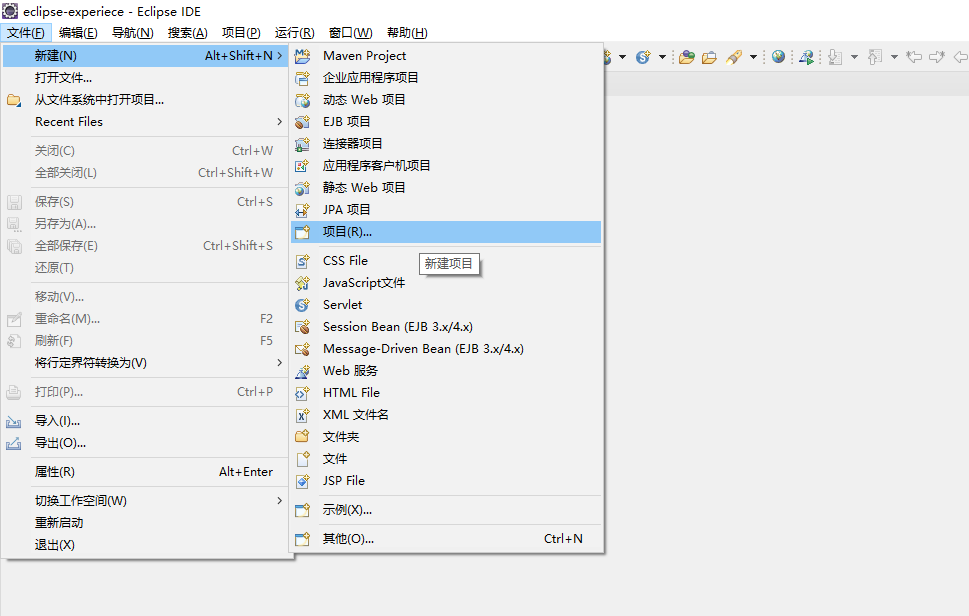 eclipse-experiece - Eclipse IDE
文件(F) 编辑(E) 导航(N) 搜索(A) 项目(P) 运行(R) 窗口(W) 帮助(H)
新建(N) Alt+Shift+N
打开文件...
从文件系统中打开项目...
Recent Files
关闭(C) Ctrl+W
全部关闭(L) Ctrl+Shift+W
保存(S) Ctrl+S
另存为(A)...
全部保存(E) Ctrl+Shift+S
还原(T)
移动(V)...
重命名(M)... F2
刷新(F) F5
将行定界符转换为(V)
打印(P)... Ctrl+P
导入(I)...
导出(O)...
属性(R) Alt+Enter
切换工作空间(W)
重新启动
退出(X)
Maven Project
企业应用程序项目
动态 Web 项目
EJB 项目
连接器项目
应用程序客户机项目
静态 Web 项目
JPA 项目
项目(R)...
CSS File
新建项目
JavaScript文件
Servlet
Session Bean (EJB 3.x/4.x)
Message-Driven Bean (EJB 3.x/4.x)
Web 服务
HTML File
XML 文件名
文件夹
文件
JSP File
示例(X)...
其他(O)... Ctrl+N